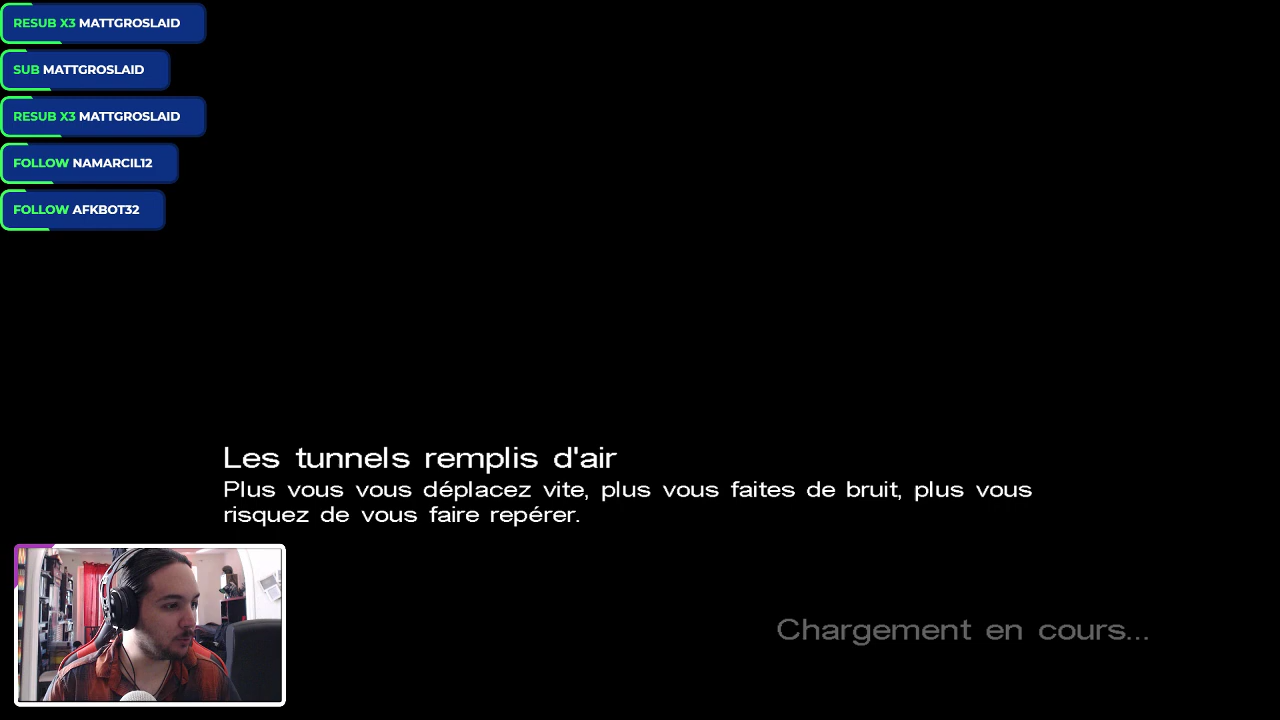 RESUB X3 MATTGROSLAID
SUB MATTGROSLAID
RESUB X3 MATTGROSLAID
FOLLOW NAMARCIL12
FOLLOW AFKBOT32
Les tunnels remplis d'air
Plus vous vous déplacez vite, plus vous faites de bruit, plus vous
risquez de vous faire repérer.
Chargement en cours...